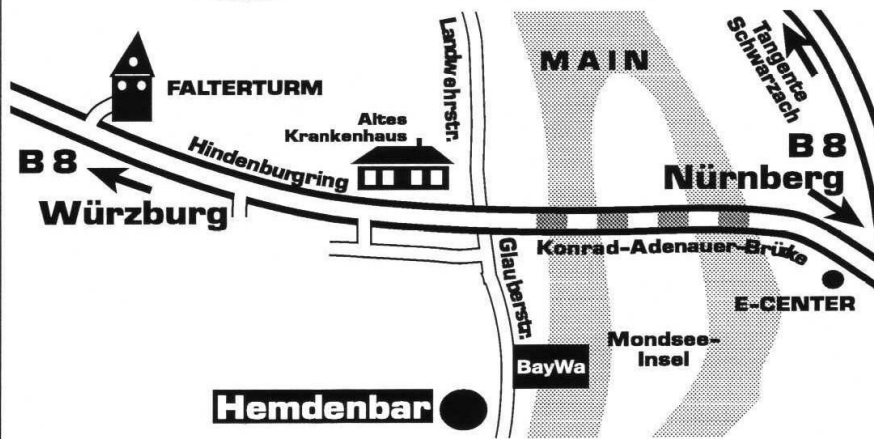 Landwehrstr.
MAIN
Tangente
Schwarzach
FALTERTURM
Altes
Krankenhaus
B 8
Hindenburgring
B 8
Nürnberg
Würzburg
Konrad-Adenauer-Brücke
Glauberstr.
E-CENTER
Mondsee-
Insel
BayWa
Hemdenbar